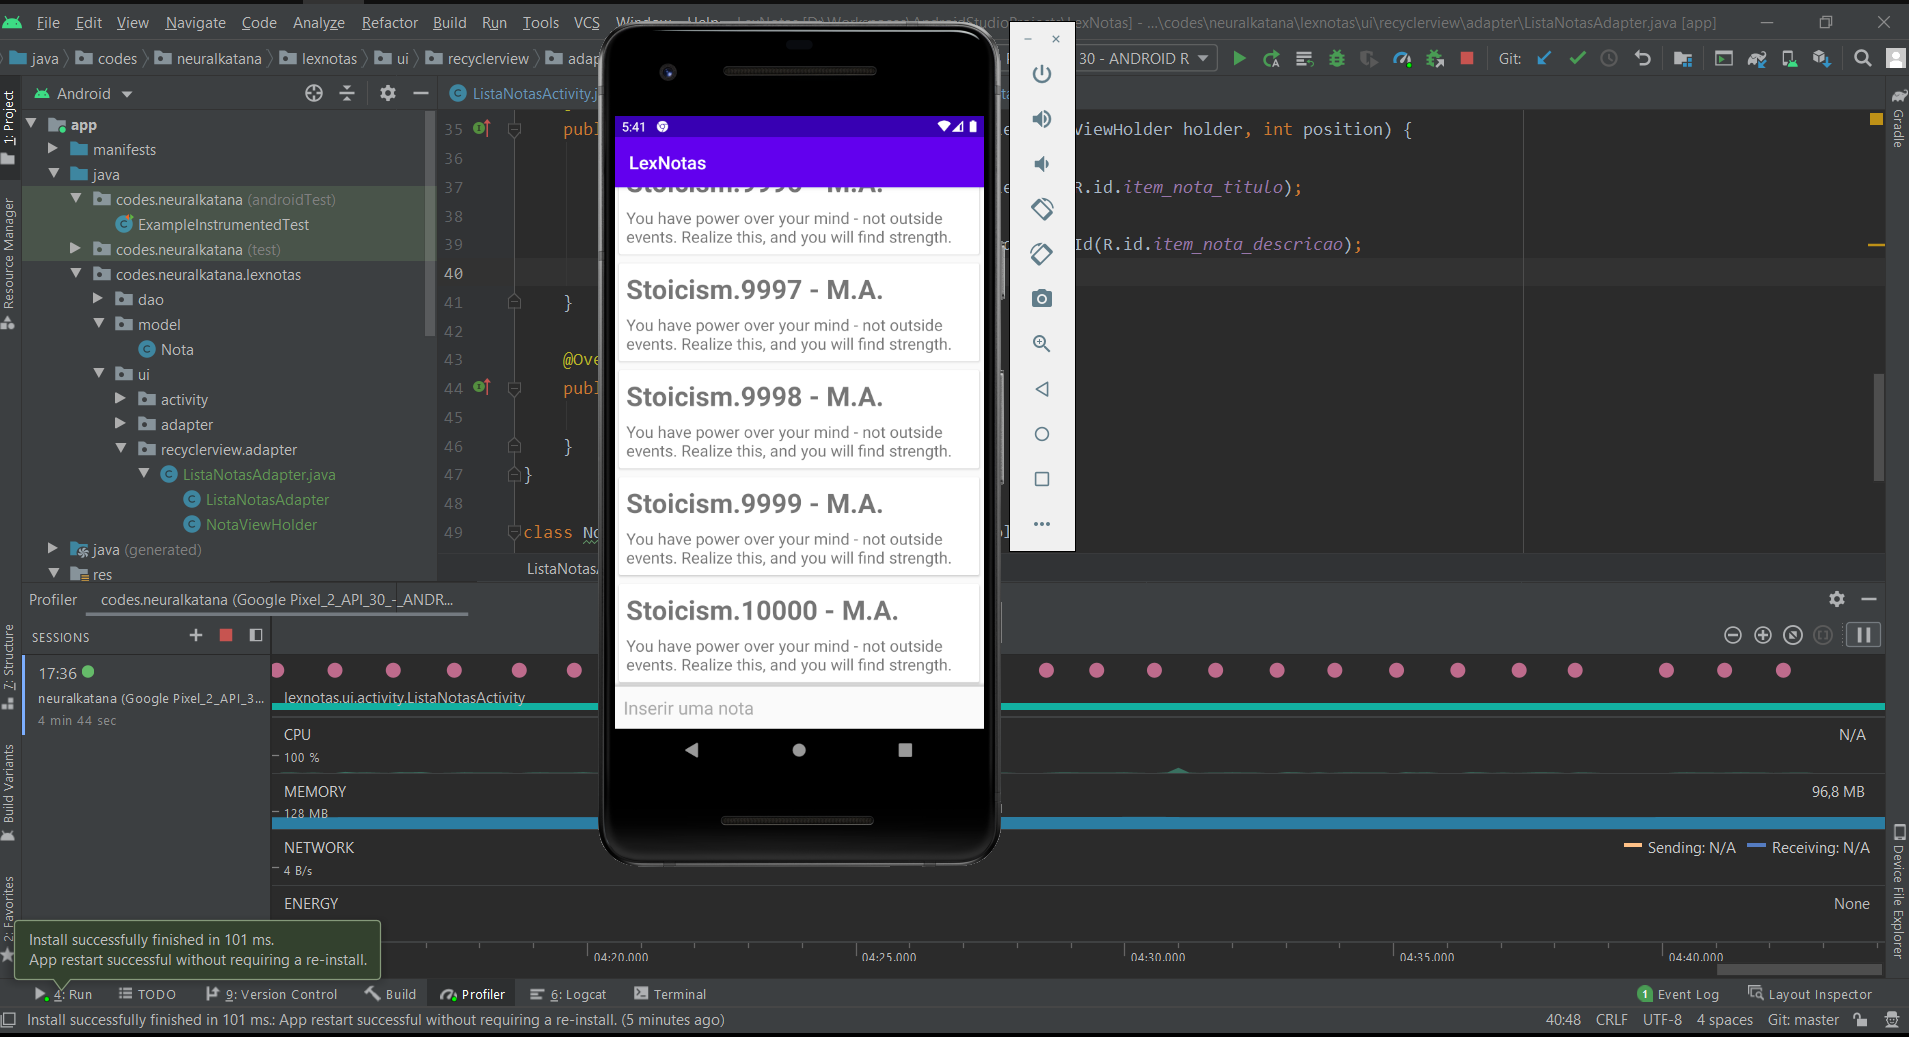 File Edit View Navigate Code Analyze Refactor Build Run Tools VCS Window Help LexNotas [D:\Workspaces\AndroidStudioProjects\LexNotas] - ...\codes\neuralkatana\lexnotas\ui\recyclerview\adapter\ListaNotasAdapter.java [app]
java codes neuralkatana lexnotas ui recyclerview adap
30 - ANDROID R Git:
Android
ListaNotasActivity.j
1: Project
Resource Manager
7: Structure
Build Variants
2: Favorites
app
manifests
java
codes.neuralkatana (androidTest)
ExampleInstrumentedTest
codes.neuralkatana (test)
codes.neuralkatana.lexnotas
dao
model
Nota
ui
activity
adapter
recyclerview.adapter
ListaNotasAdapter.java
ListaNotasAdapter
NotaViewHolder
java (generated)
res
35 publ ViewHolder holder, int position) {
36
37 R.id.item_nota_titulo);
38
39 Id(R.id.item_nota_descricao);
40
41 }
42
43 @Ove
44 publ
45
46 }
47 }
48
49 class No
ListaNotas
5:41
LexNotas
Stoicism.9996 - M.A.
You have power over your mind - not outside
events. Realize this, and you will find strength.
Stoicism.9997 - M.A.
You have power over your mind - not outside
events. Realize this, and you will find strength.
Stoicism.9998 - M.A.
You have power over your mind - not outside
events. Realize this, and you will find strength.
Stoicism.9999 - M.A.
You have power over your mind - not outside
events. Realize this, and you will find strength.
Stoicism.10000 - M.A.
You have power over your mind - not outside
events. Realize this, and you will find strength.
Inserir uma nota
Gradle
Device File Explorer
Profiler codes.neuralkatana (Google Pixel_2_API_30_-_ANDR...
SESSIONS
17:36
neuralkatana (Google Pixel_2_API_3...
4 min 44 sec
lexnotas.ui.activity.ListaNotasActivity
CPU N/A
100 %
MEMORY 96,8 MB
128 MB
NETWORK Sending: N/A Receiving: N/A
4 B/s
ENERGY None
04:20.000 04:25.000 04:30.000 04:35.000 04:40.000
Install successfully finished in 101 ms.
App restart successful without requiring a re-install.
4: Run TODO 9: Version Control Build Profiler 6: Logcat Terminal 1 Event Log Layout Inspector
Install successfully finished in 101 ms.: App restart successful without requiring a re-install. (5 minutes ago) 40:48 CRLF UTF-8 4 spaces Git: master